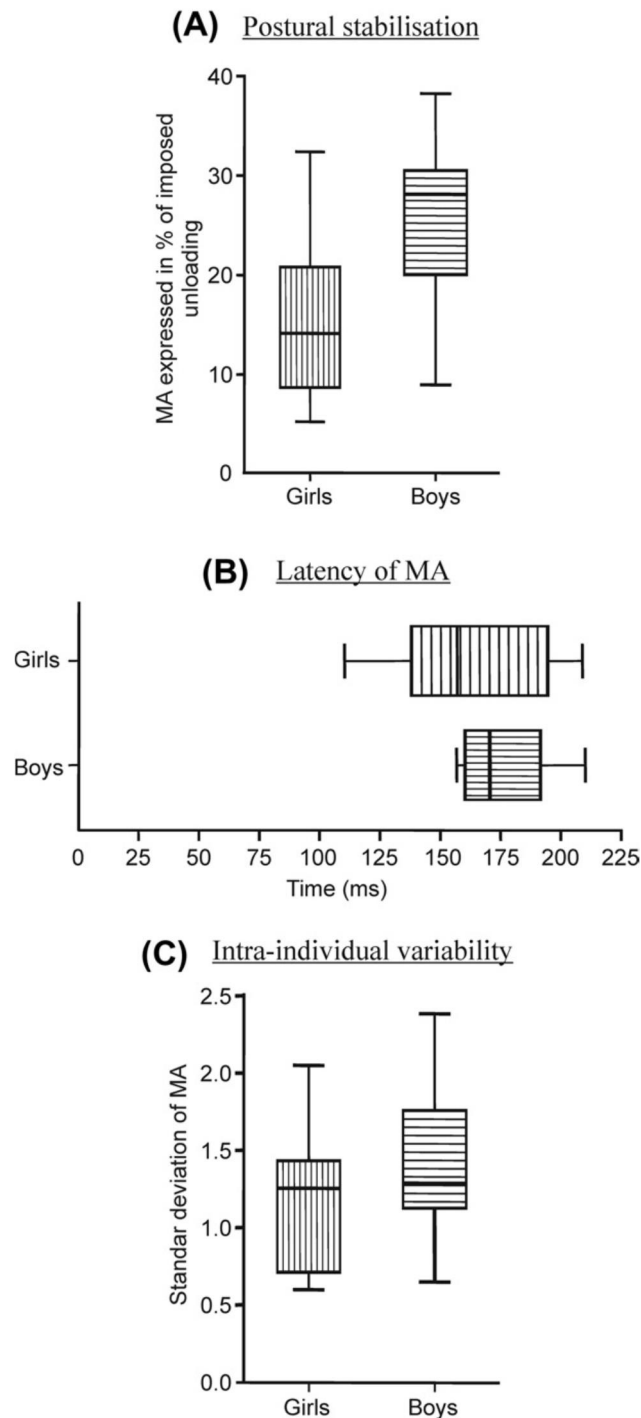 (A) Postural stabilisation
MA expressed in % of imposed
unloading
40
30
20
10
0
Girls
Boys
(B) Latency of MA
Girls
Boys
0 25 50 75 100 125 150 175 200 225
Time (ms)
(C) Intra-individual variability
Standar deviation of MA
2.5
2.0
1.5
1.0
0.5
0.0
Girls
Boys